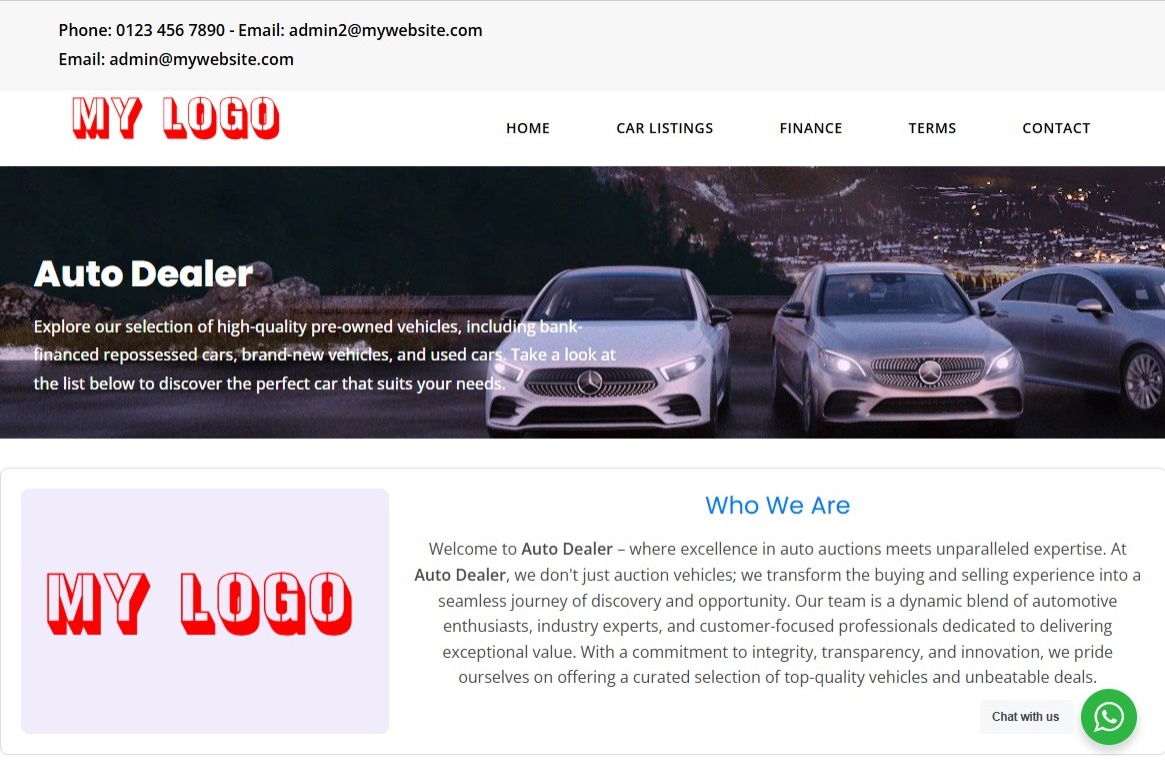 Phone: 0123 456 7890 - Email: admin2@mywebsite.com
Email: admin@mywebsite.com
MY LOGO
HOME CAR LISTINGS FINANCE TERMS CONTACT
Auto Dealer
Explore our selection of high-quality pre-owned vehicles, including bank-
financed repossessed cars, brand-new vehicles, and used cars. Take a look at
the list below to discover the perfect car that suits your needs.
MY LOGO
Who We Are
Welcome to Auto Dealer – where excellence in auto auctions meets unparalleled expertise. At
Auto Dealer, we don't just auction vehicles; we transform the buying and selling experience into a
seamless journey of discovery and opportunity. Our team is a dynamic blend of automotive
enthusiasts, industry experts, and customer-focused professionals dedicated to delivering
exceptional value. With a commitment to integrity, transparency, and innovation, we pride
ourselves on offering a curated selection of top-quality vehicles and unbeatable deals.
Chat with us